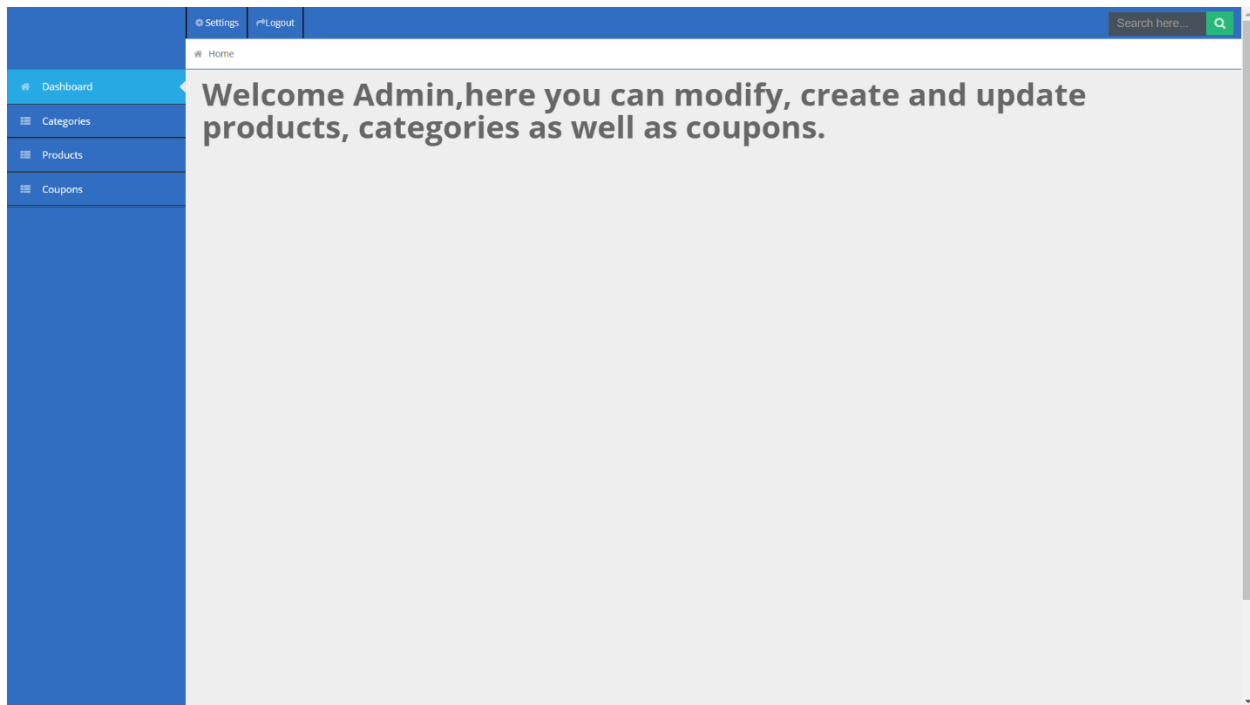 Settings
Logout
Search here...
Home
Dashboard
Categories
Products
Coupons
Welcome Admin,here you can modify, create and update
products, categories as well as coupons.